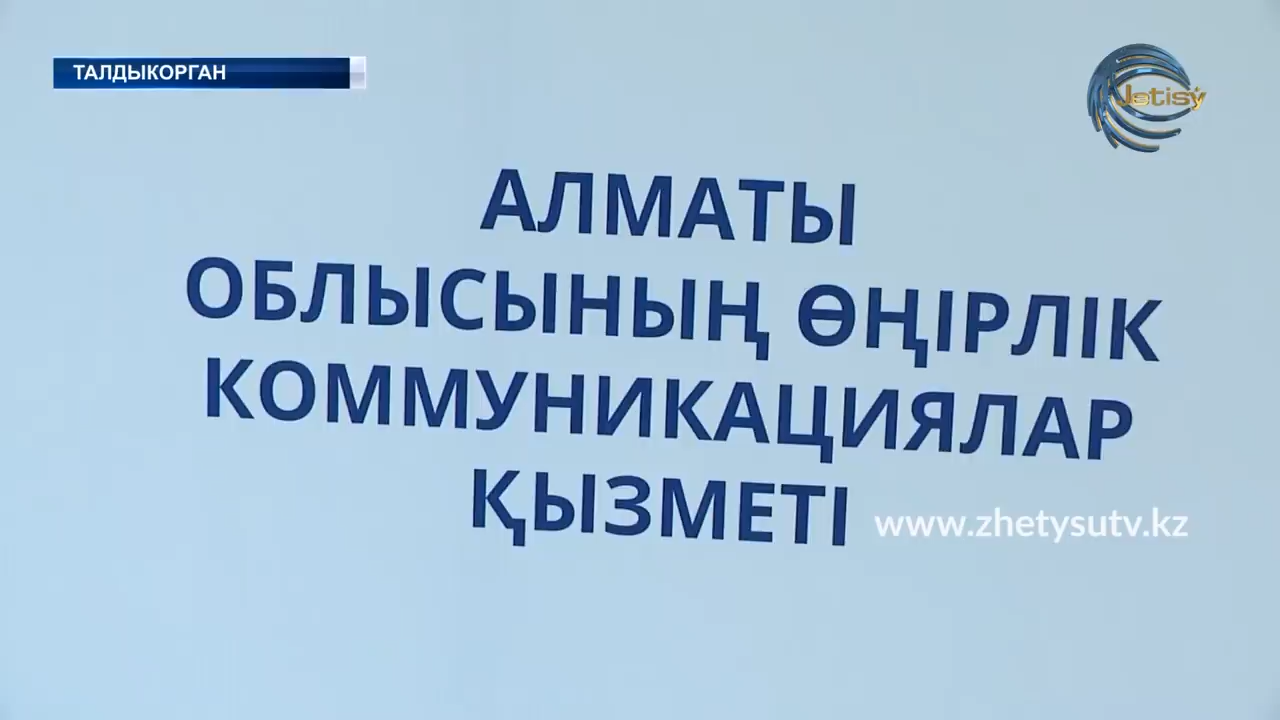 ТАЛДЫКОРГАН
Jetisý
АЛМАТЫ
ОБЛЫСЫНЫҢ ӨҢІРЛІК
КОММУНИКАЦИЯЛАР
ҚЫЗМЕТІ
www.zhetysutv.kz